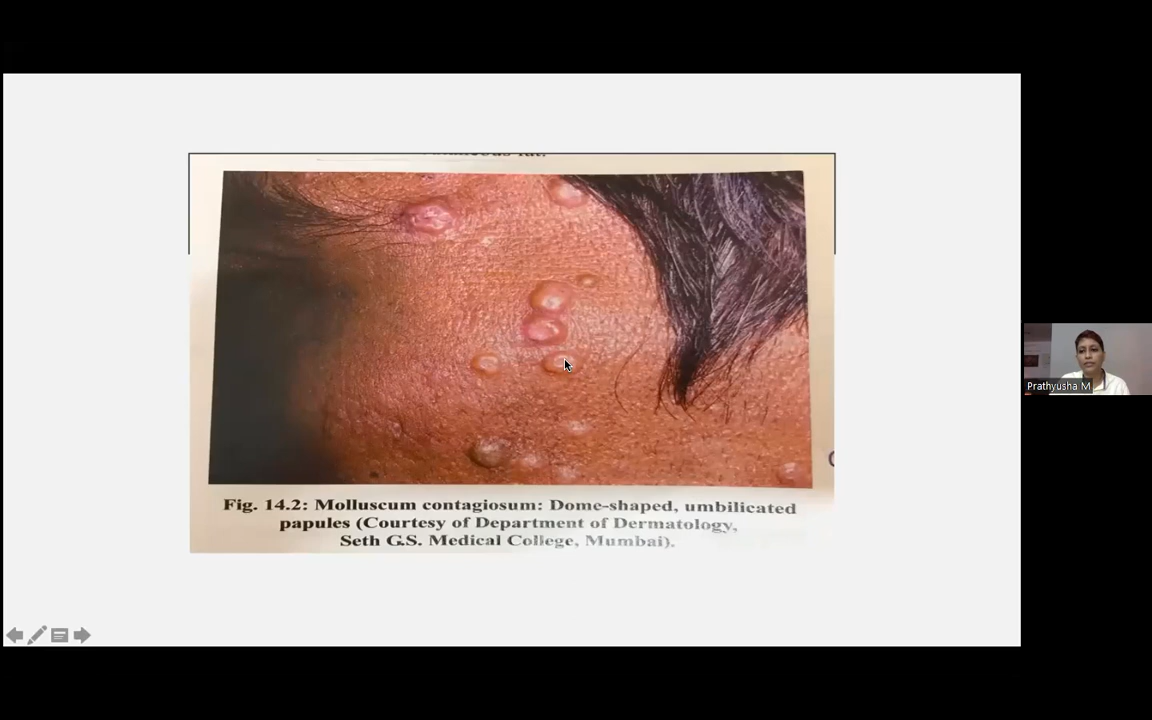 Fig. 14.2: Molluscum contagiosum: Dome-shaped, umbilicated
papules (Courtesy of Department of Dermatology,
Seth G.S. Medical College, Mumbai).
Prathyusha M